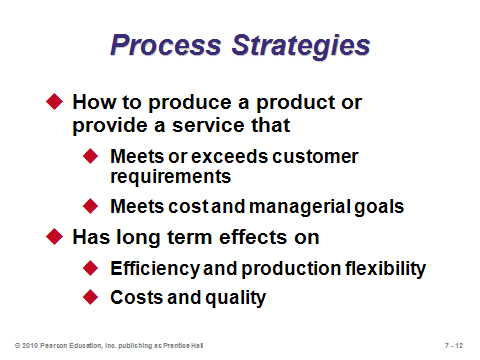 Process Strategies
How to produce a product or
provide a service that
Meets or exceeds customer
requirements
Meets cost and managerial goals
Has long term effects on
Efficiency and production flexibility
Costs and quality
© 2010 Pearson Education, Inc. publishing as Prentice Hall
7 - 12